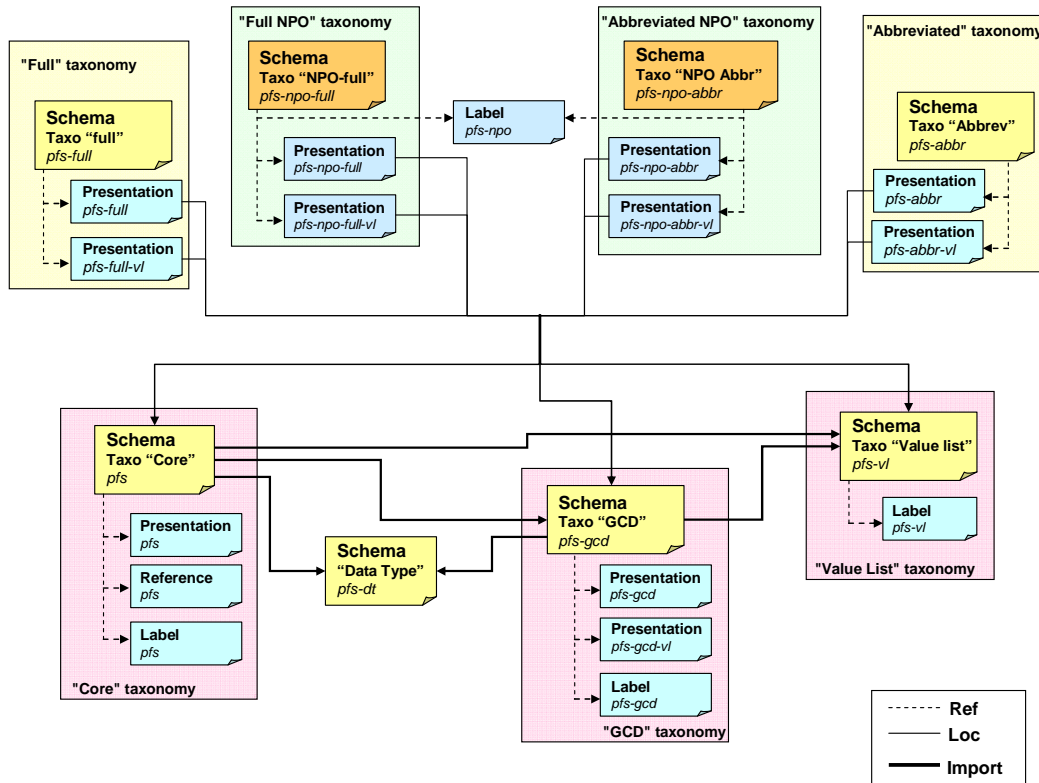 "Full" taxonomy
Schema
Taxo “full”
pfs-full
Presentation
pfs-full
Presentation
pfs-full-vl
"Full NPO" taxonomy
Schema
Taxo “NPO-full”
pfs-npo-full
Presentation
pfs-npo-full
Presentation
pfs-npo-full-vl
Label
pfs-npo
"Abbreviated NPO" taxonomy
Schema
Taxo “NPO Abbr”
pfs-npo-abbr
Presentation
pfs-npo-abbr
Presentation
pfs-npo-abbr-vl
"Abbreviated" taxonomy
Schema
Taxo “Abbrev”
pfs-abbr
Presentation
pfs-abbr
Presentation
pfs-abbr-vl
Schema
Taxo “Core”
pfs
Presentation
pfs
Reference
pfs
Label
pfs
"Core" taxonomy
Schema
“Data Type”
pfs-dt
Schema
Taxo “GCD”
pfs-gcd
Presentation
pfs-gcd
Presentation
pfs-gcd-vl
Label
pfs-gcd
"GCD" taxonomy
Schema
Taxo “Value list”
pfs-vl
Label
pfs-vl
"Value List" taxonomy
Ref
Loc
Import